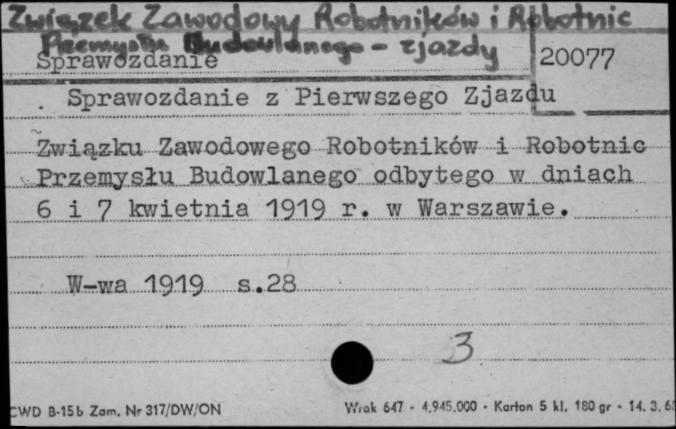 Związek Zawodowy Robotników i Robotnic
Przemysłu Budowlanego - zjazdy
Sprawozdanie
20077
Sprawozdanie z Pierwszego Zjazdu
Związku Zawodowego Robotników i Robotnic
Przemysłu Budowlanego odbytego w dniach
6 i 7 kwietnia 1919 r. w Warszawie.
W-wa 1919 s.28
3
CWD B-15b Zam. Nr 317/DW/ON
Wrak 647 - 4.945.000 - Karton 5 kl. 180 gr - 14. 3. 63